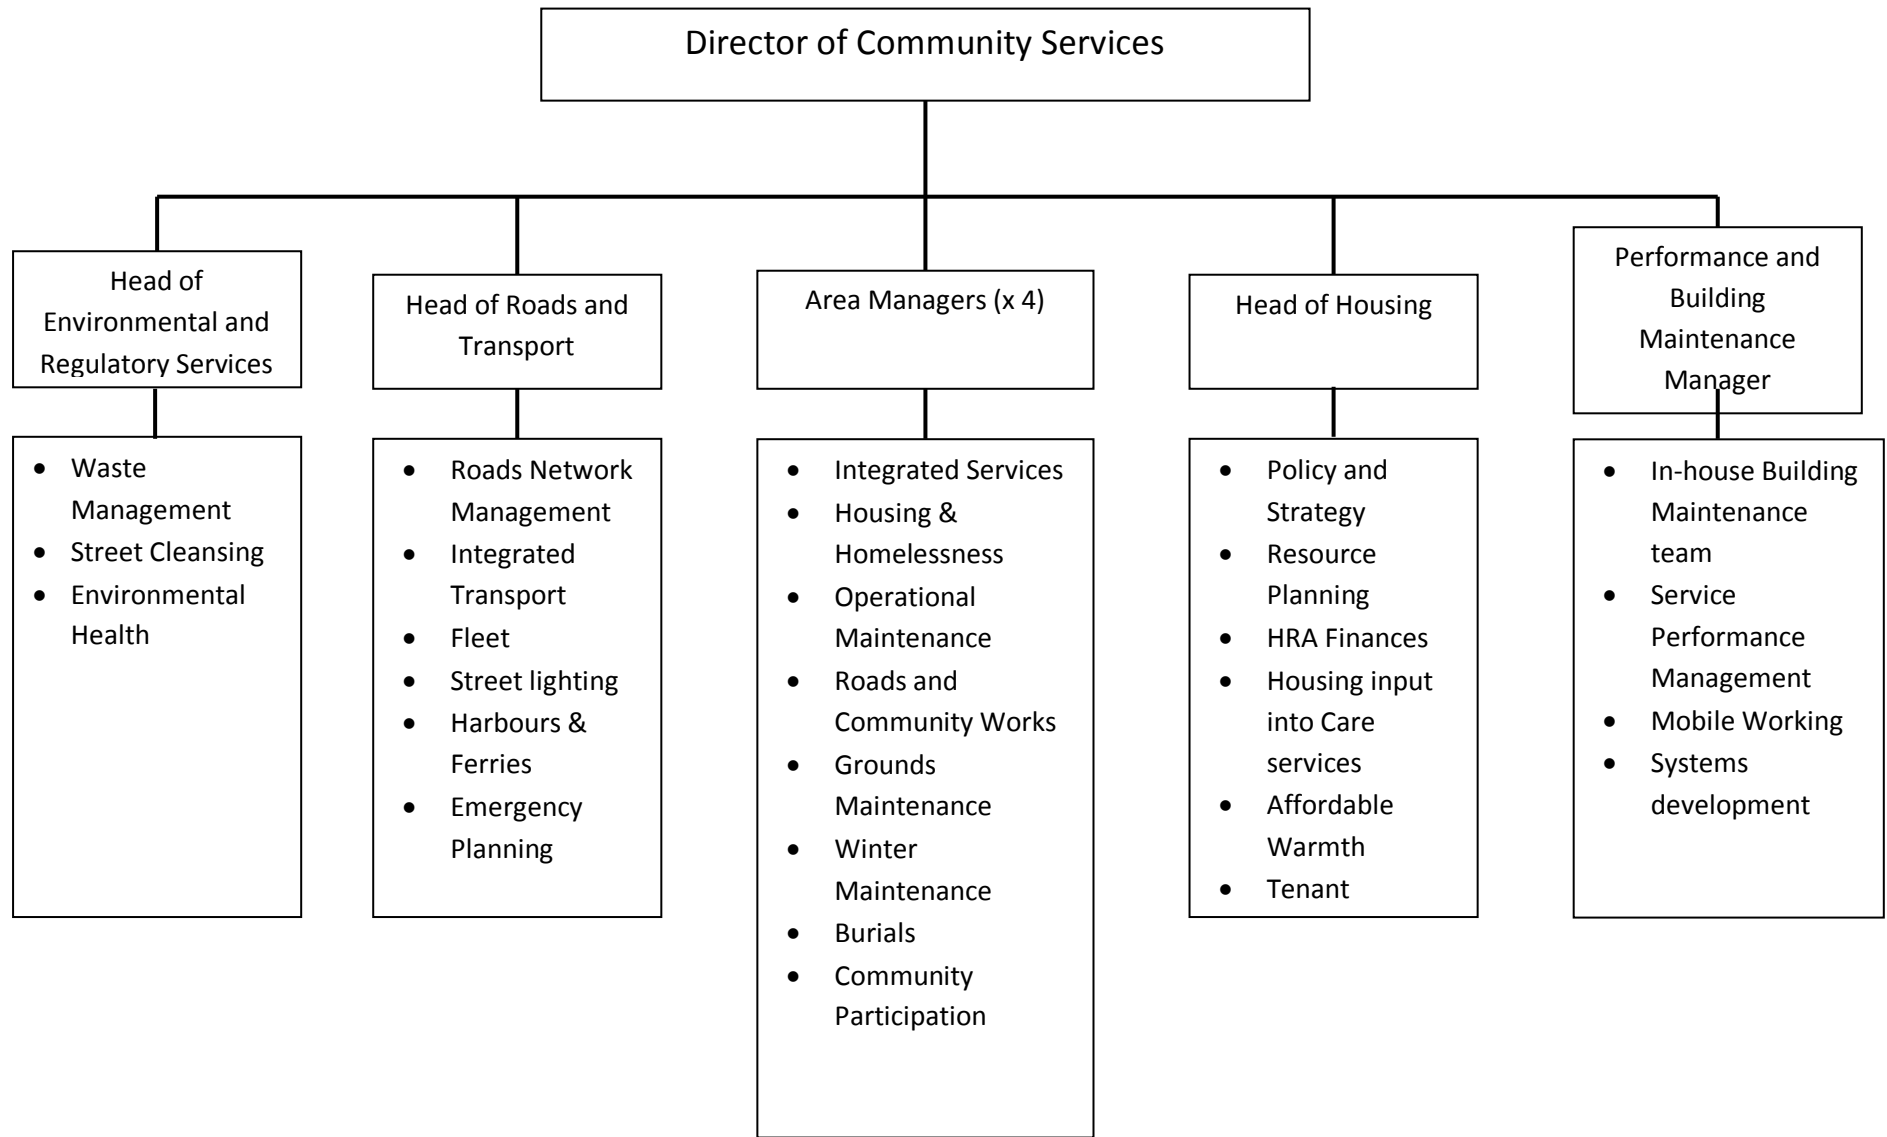 Director of Community Services
Head of
Environmental and
Regulatory Services
Head of Roads and
Transport
Area Managers (x 4)
Head of Housing
Performance and
Building
Maintenance
Manager
• Waste
Management
• Street Cleansing
• Environmental
Health
• Roads Network
Management
• Integrated
Transport
• Fleet
• Street lighting
• Harbours &
Ferries
• Emergency
Planning
• Integrated Services
• Housing &
Homelessness
• Operational
Maintenance
• Roads and
Community Works
• Grounds
Maintenance
• Winter
Maintenance
• Burials
• Community
Participation
• Policy and
Strategy
• Resource
Planning
• HRA Finances
• Housing input
into Care
services
• Affordable
Warmth
• Tenant
• In-house Building
Maintenance
team
• Service
Performance
Management
• Mobile Working
• Systems
development